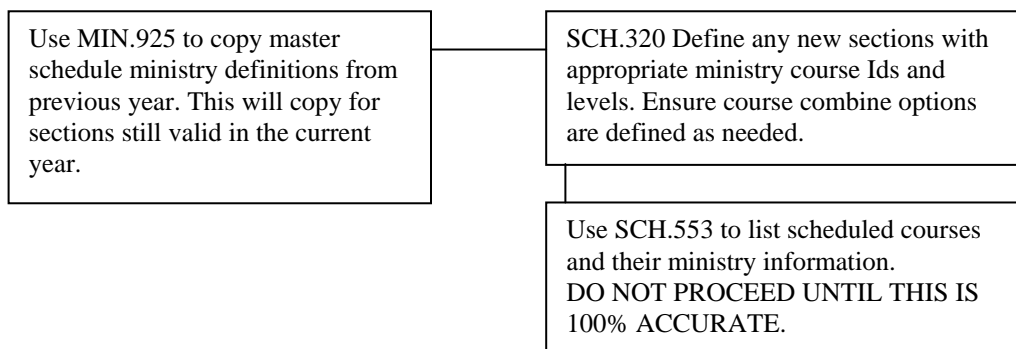 Use MIN.925 to copy master
schedule ministry definitions from
previous year. This will copy for
sections still valid in the current
year.
SCH.320 Define any new sections with
appropriate ministry course Ids and
levels. Ensure course combine options
are defined as needed.
Use SCH.553 to list scheduled courses
and their ministry information.
DO NOT PROCEED UNTIL THIS IS
100% ACCURATE.